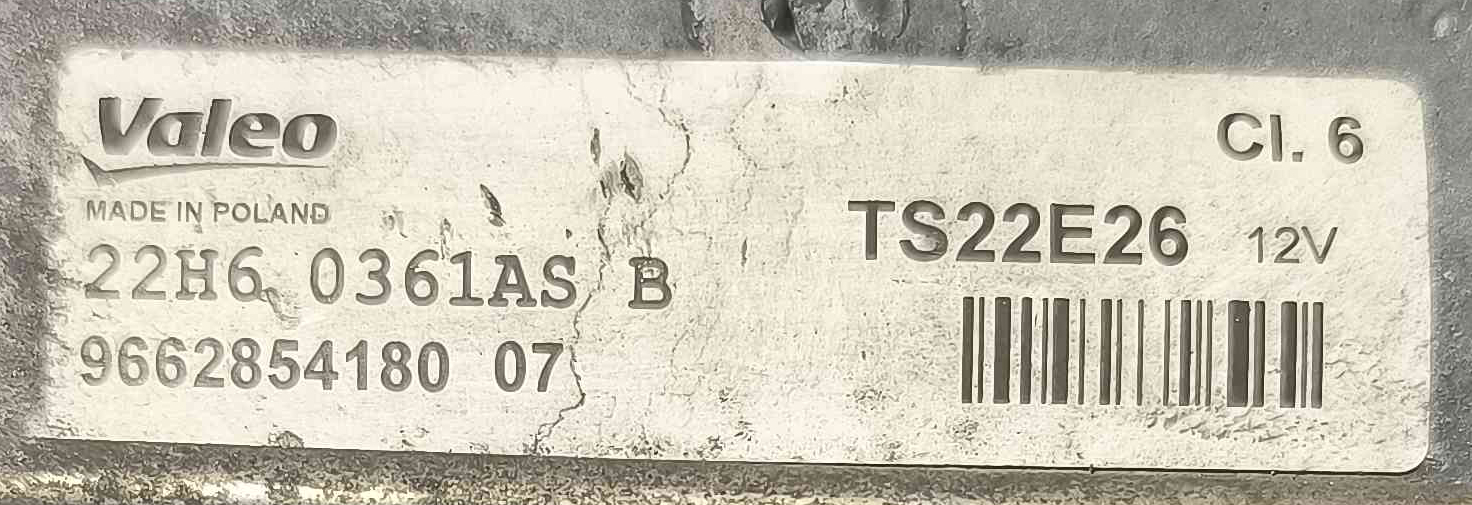 Valeo
Cl. 6
MADE IN POLAND
TS22E26 12V
22H6 0361AS B
9662854180 07